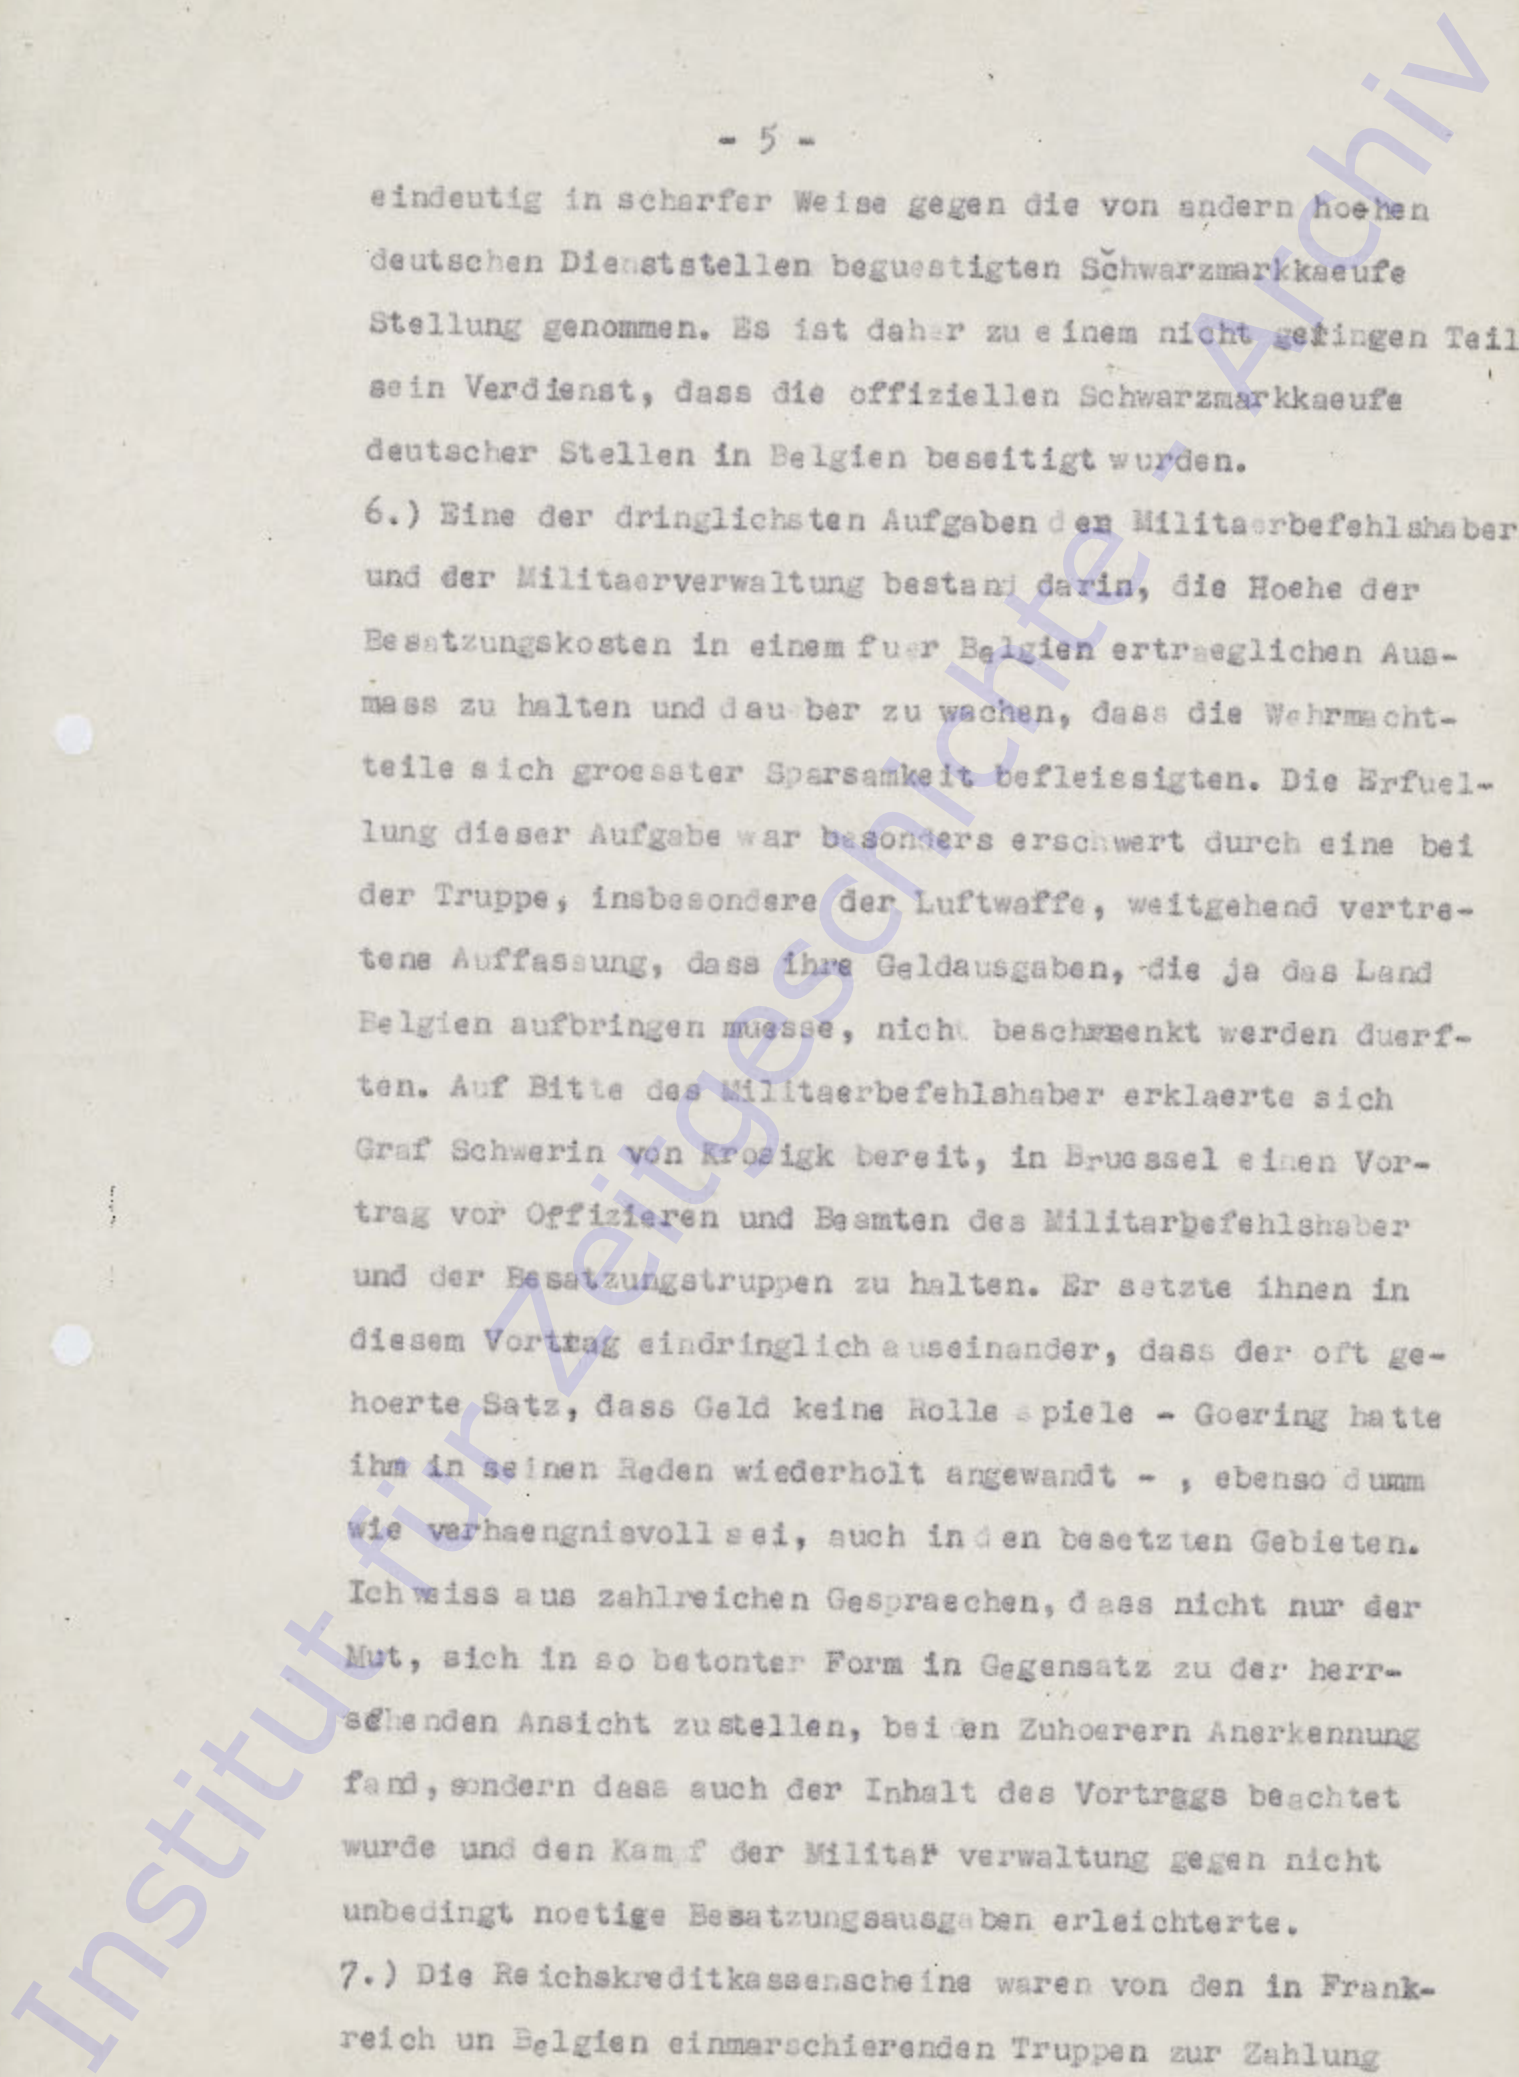 - 5 -
eindeutig in scharfer Weise gegen die von andern hoehen
deutschen Dienststellen beguestigten Schwarzmarkkaeufe
Stellung genommen. Es ist daher zu einem nicht geringen Teil
sein Verdienst, dass die offiziellen Schwarzmarkkaeufe
deutscher Stellen in Belgien beseitigt wurden.
6.) Eine der dringlichsten Aufgaben der Militaerbefehlshaber
und der Militaerverwaltung bestand darin, die Hoehe der
Besatzungskosten in einem fuer Belgien ertraeglichen Aus-
mass zu halten und dau ber zu wachen, dass die Wehrmacht-
teile sich groesster Sparsamkeit befleissigten. Die Erfuel-
lung dieser Aufgabe war besonders erschwert durch eine bei
der Truppe, insbesondere der Luftwaffe, weitgehend vertre-
tene Auffassung, dass ihre Geldausgaben, die ja das Land
Belgien aufbringen muesse, nicht beschraenkt werden duerf-
ten. Auf Bitte des Militaerbefehlshaber erklaerte sich
Graf Schwerin von Krosigk bereit, in Bruessel einen Vor-
trag vor Offizieren und Beamten des Militarbefehlshaber
und der Besatzungstruppen zu halten. Er setzte ihnen in
diesem Vortrag eindringlich auseinander, dass der oft ge-
hoerte Satz, dass Geld keine Rolle spiele - Goering hatte
ihm in seinen Reden wiederholt angewandt - , ebenso dumm
wie verhaengnisvoll sei, auch in den besetzten Gebieten.
Ich weiss aus zahlreichen Gespraechen, dass nicht nur der
Mut, sich in so betonter Form in Gegensatz zu der herr-
schenden Ansicht zu stellen, bei den Zuhoerern Anerkennung
fand, sondern dass auch der Inhalt des Vortrags beachtet
wurde und den Kampf der Militär verwaltung gegen nicht
unbedingt noetige Besatzungsausgaben erleichterte.
7.) Die Reichskreditkassenscheine waren von den in Frank-
reich un Belgien einmarschierenden Truppen zur Zahlung
Institut für Zeitgeschichte - Archiv